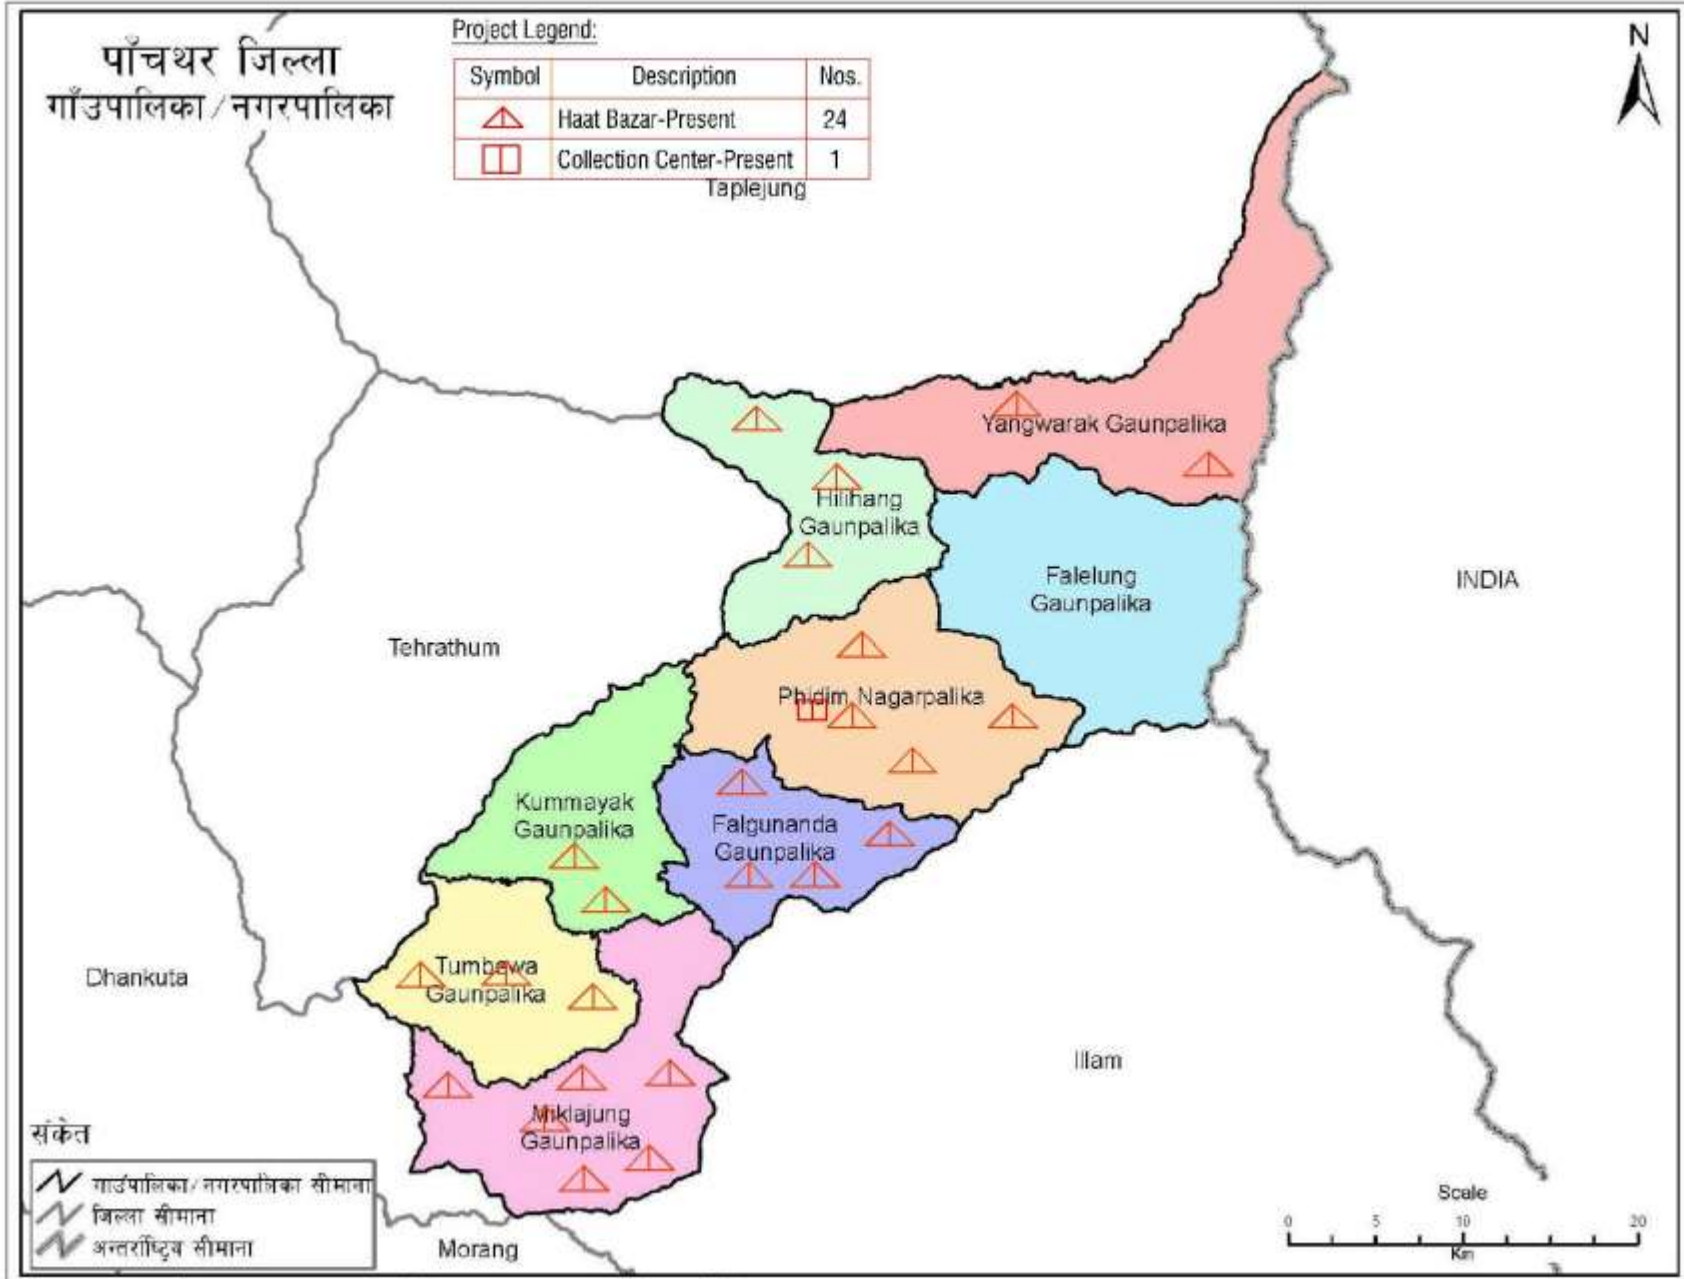 पाँचथर जिल्ला
गाँउपालिका/नगरपालिका
Project Legend:
Symbol Description Nos.
Haat Bazar-Present 24
Collection Center-Present 1
Taplejung
N
Yangwarak Gaunpalika
Hilihang
Gaunpalika
Falelung
Gaunpalika
INDIA
Tehrathum
Phidim Nagarpalika
Kummayak
Gaunpalika
Falgunanda
Gaunpalika
Dhankuta
Tumbewa
Gaunpalika
Illam
Miklajung
Gaunpalika
संकेत
गाउंपालिका/नगरपालिका सीमाना
जिल्ला सीमाना
अन्तर्राष्ट्रिय सीमाना
Morang
Scale
0 5 10 20
Km